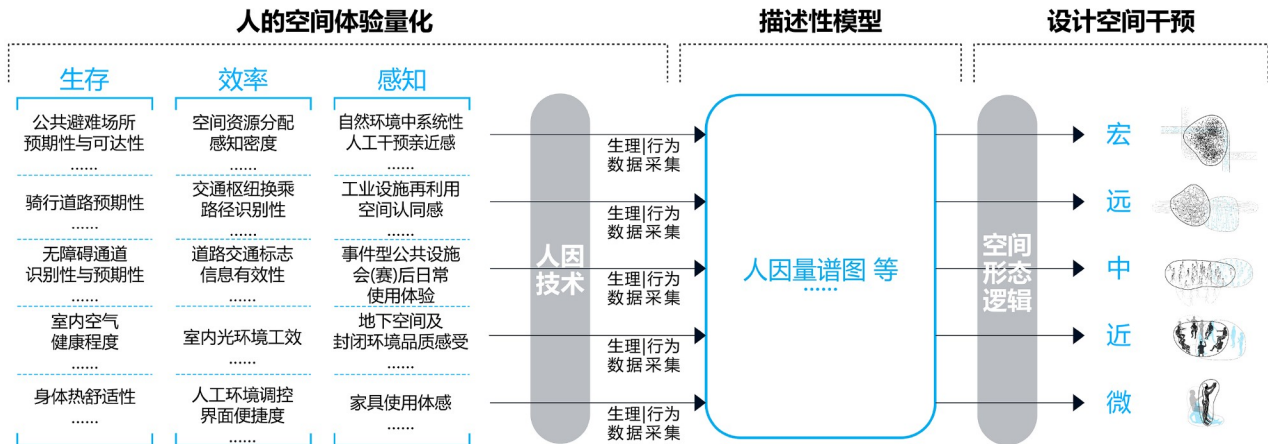 人的空间体验量化
描述性模型
设计空间干预
生存
效率
感知
公共避难场所
预期性与可达性
……
空间资源分配
感知密度
……
自然环境中系统性
人工干预亲近感
……
骑行道路预期性
……
交通枢纽换乘
路径识别性
……
工业设施再利用
空间认同感
……
无障碍通道
识别性与预期性
……
道路交通标志
信息有效性
……
事件型公共设施
会(赛)后日常
使用体验
……
室内空气
健康程度
……
室内光环境工效
……
地下空间及
封闭环境品质感受
……
身体热舒适性
……
人工环境调控
界面便捷度
……
家具使用体感
……
人因
技术
生理|行为
数据采集
生理|行为
数据采集
生理|行为
数据采集
生理|行为
数据采集
生理|行为
数据采集
人因量谱图 等
……
空间
形态
逻辑
宏
远
中
近
微